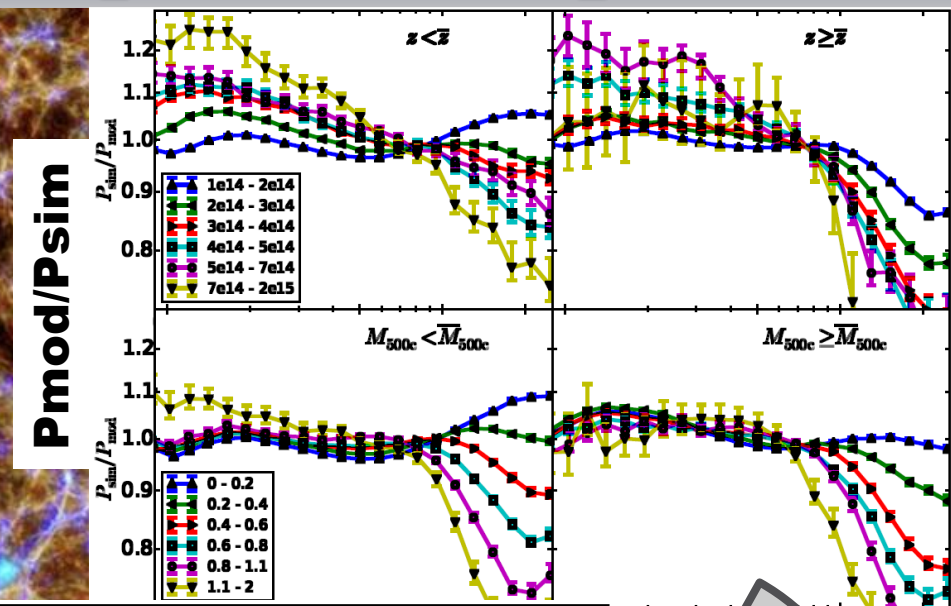 Pmod/Psim
z < z̅
z ≥ z̅
1.2
1.1
1.0
0.9
0.8
P_sim/P_mod
1e14 - 2e14
2e14 - 3e14
3e14 - 4e14
4e14 - 5e14
5e14 - 7e14
7e14 - 2e15
M_500c < M̅_500c
M_500c ≥ M̅_500c
1.2
1.1
1.0
0.9
0.8
P_sim/P_mod
0 - 0.2
0.2 - 0.4
0.4 - 0.6
0.6 - 0.8
0.8 - 1.1
1.1 - 2